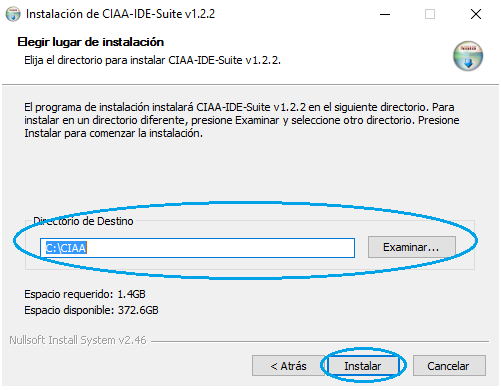 Instalación de CIAA-IDE-Suite v1.2.2
Elegir lugar de instalación
Elija el directorio para instalar CIAA-IDE-Suite v1.2.2.
El programa de instalación instalará CIAA-IDE-Suite v1.2.2 en el siguiente directorio. Para
instalar en un directorio diferente, presione Examinar y seleccione otro directorio. Presione
Instalar para comenzar la instalación.
Directorio de Destino
C:\CIAA
Examinar...
Espacio requerido: 1.4GB
Espacio disponible: 372.6GB
Nullsoft Install System v2.46
< Atrás
Instalar
Cancelar